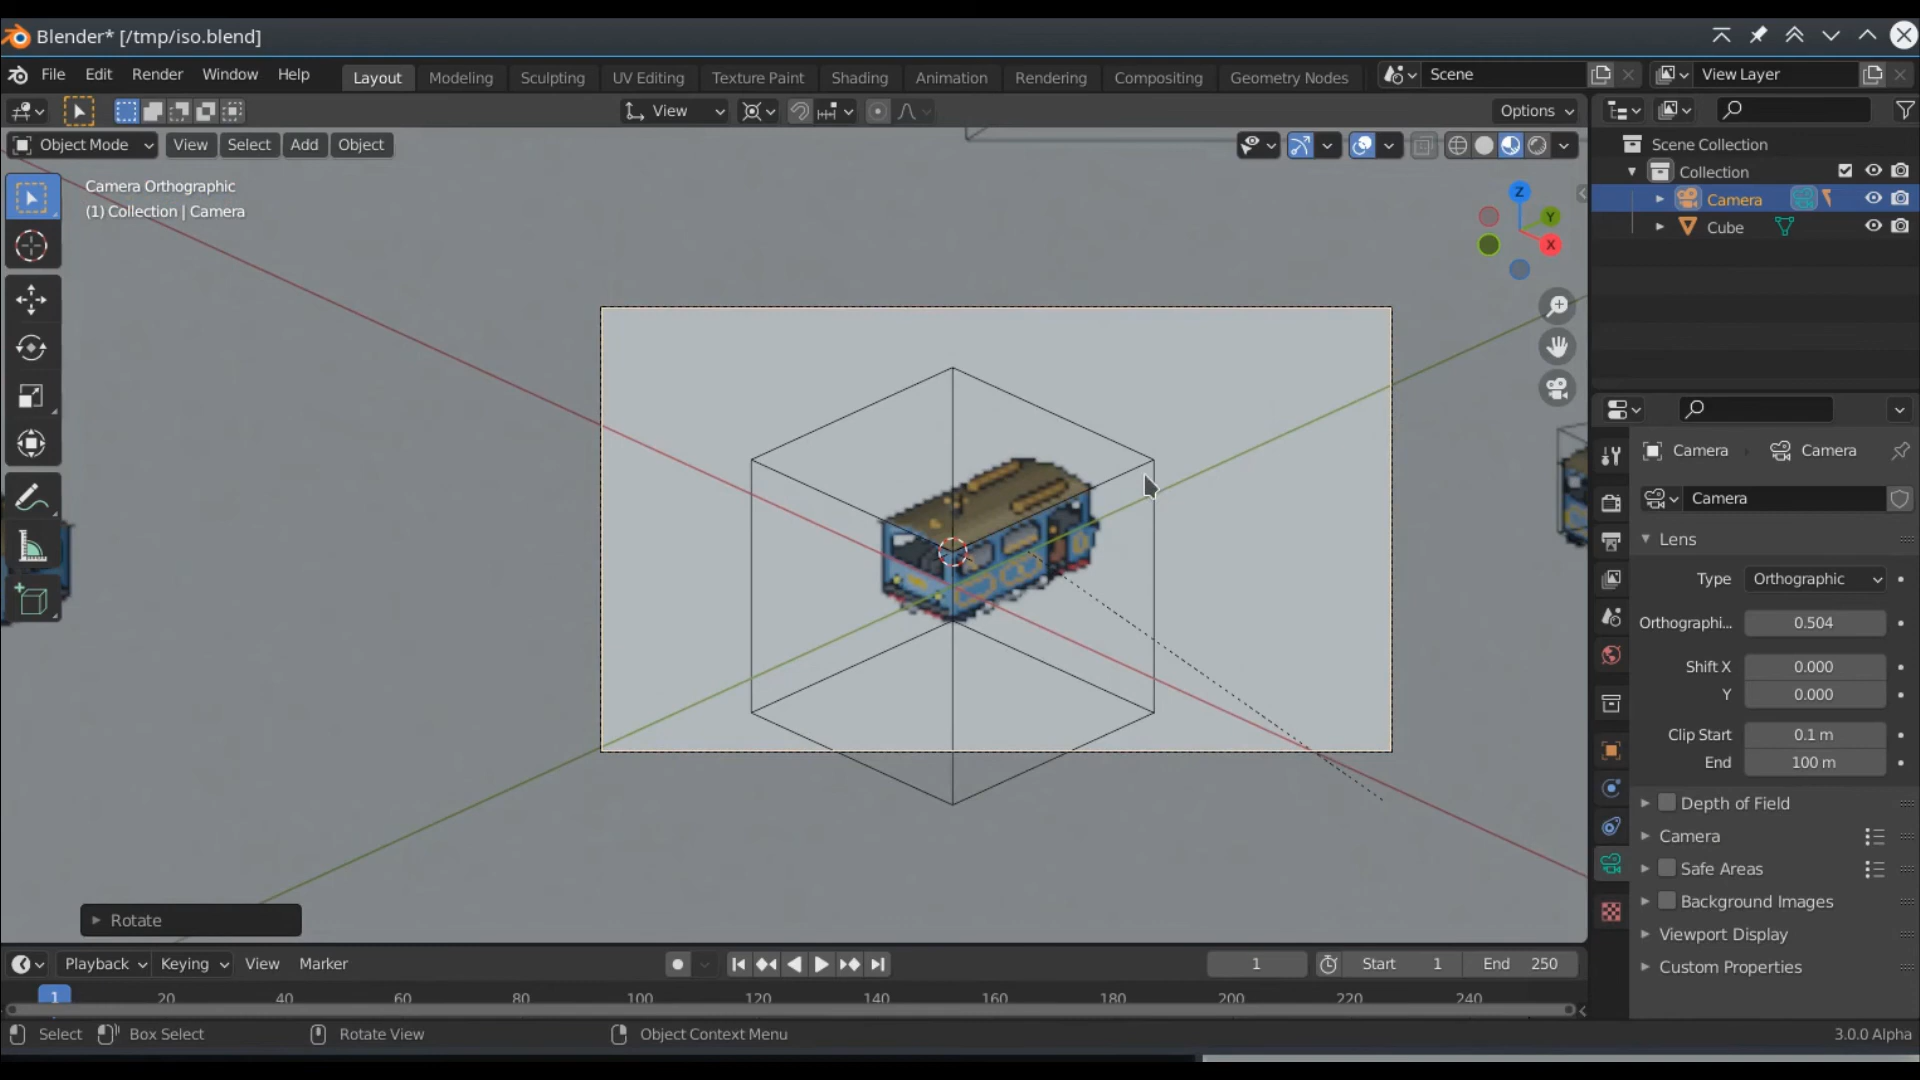 Blender* [/tmp/iso.blend]
File Edit Render Window Help Layout Modeling Sculpting UV Editing Texture Paint Shading Animation Rendering Compositing Geometry Nodes Scene View Layer
View Options
Object Mode View Select Add Object
Camera Orthographic
(1) Collection | Camera
Z
Y
X
Scene Collection
Collection
Camera
Cube
Camera Camera
Camera
Lens
Type Orthographic
Orthographi... 0.504
Shift X 0.000
Y 0.000
Clip Start 0.1 m
End 100 m
Depth of Field
Camera
Safe Areas
Background Images
Viewport Display
Custom Properties
Rotate
Playback Keying View Marker 1 Start 1 End 250
1 20 40 60 80 100 120 140 160 180 200 220 240
Select Box Select Rotate View Object Context Menu 3.0.0 Alpha